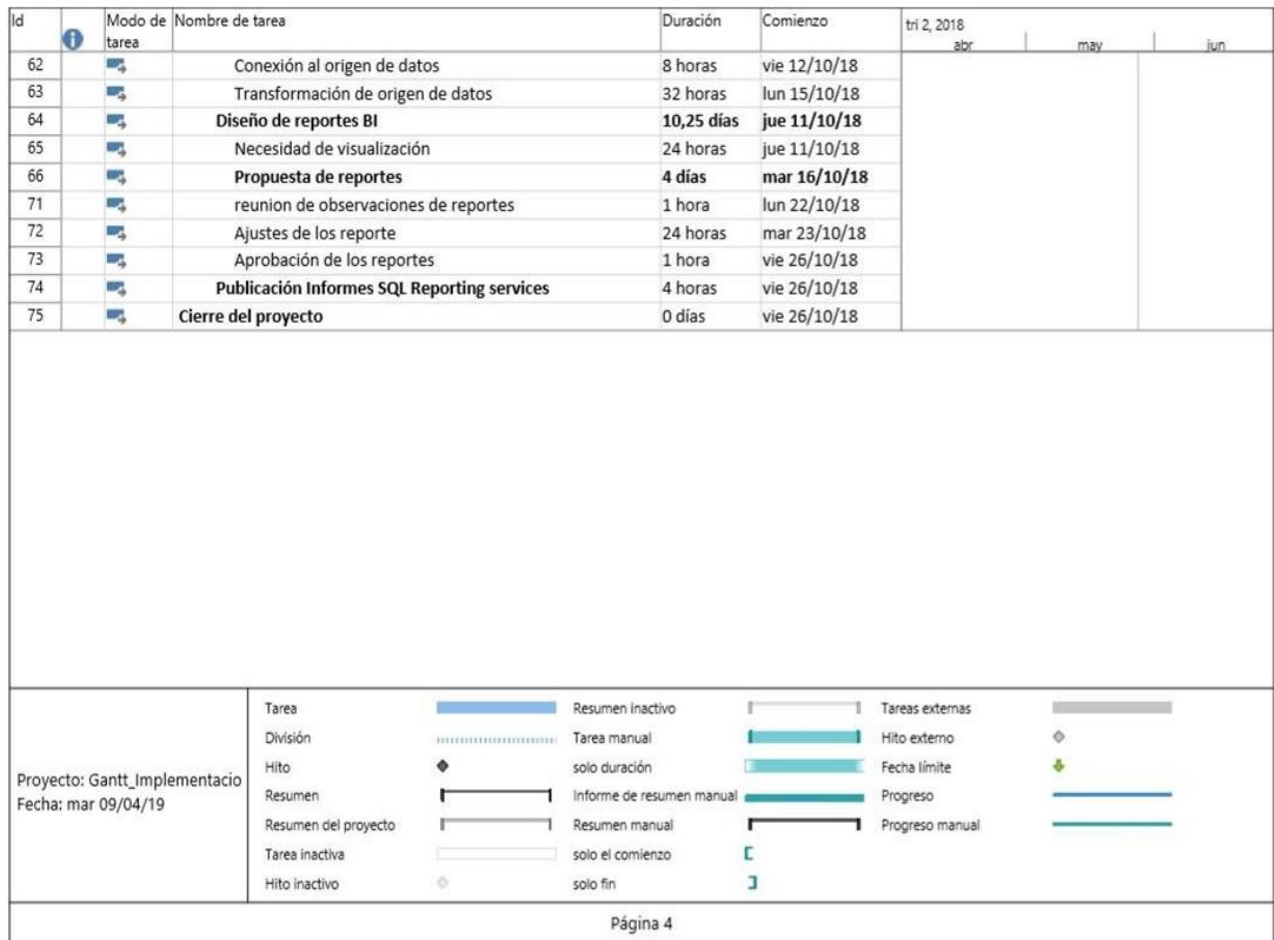 Id Modo de tarea Nombre de tarea Duración Comienzo tri 2, 2018
abr may jun
62 Conexión al origen de datos 8 horas vie 12/10/18
63 Transformación de origen de datos 32 horas lun 15/10/18
64 Diseño de reportes BI 10,25 días jue 11/10/18
65 Necesidad de visualización 24 horas jue 11/10/18
66 Propuesta de reportes 4 días mar 16/10/18
71 reunion de observaciones de reportes 1 hora lun 22/10/18
72 Ajustes de los reporte 24 horas mar 23/10/18
73 Aprobación de los reportes 1 hora vie 26/10/18
74 Publicación Informes SQL Reporting services 4 horas vie 26/10/18
75 Cierre del proyecto 0 días vie 26/10/18
Proyecto: Gantt_Implementacio
Fecha: mar 09/04/19
Tarea Resumen inactivo Tareas externas
División Tarea manual Hito externo
Hito solo duración Fecha límite
Resumen Informe de resumen manual Progreso
Resumen del proyecto Resumen manual Progreso manual
Tarea inactiva solo el comienzo
Hito inactivo solo fin
Página 4